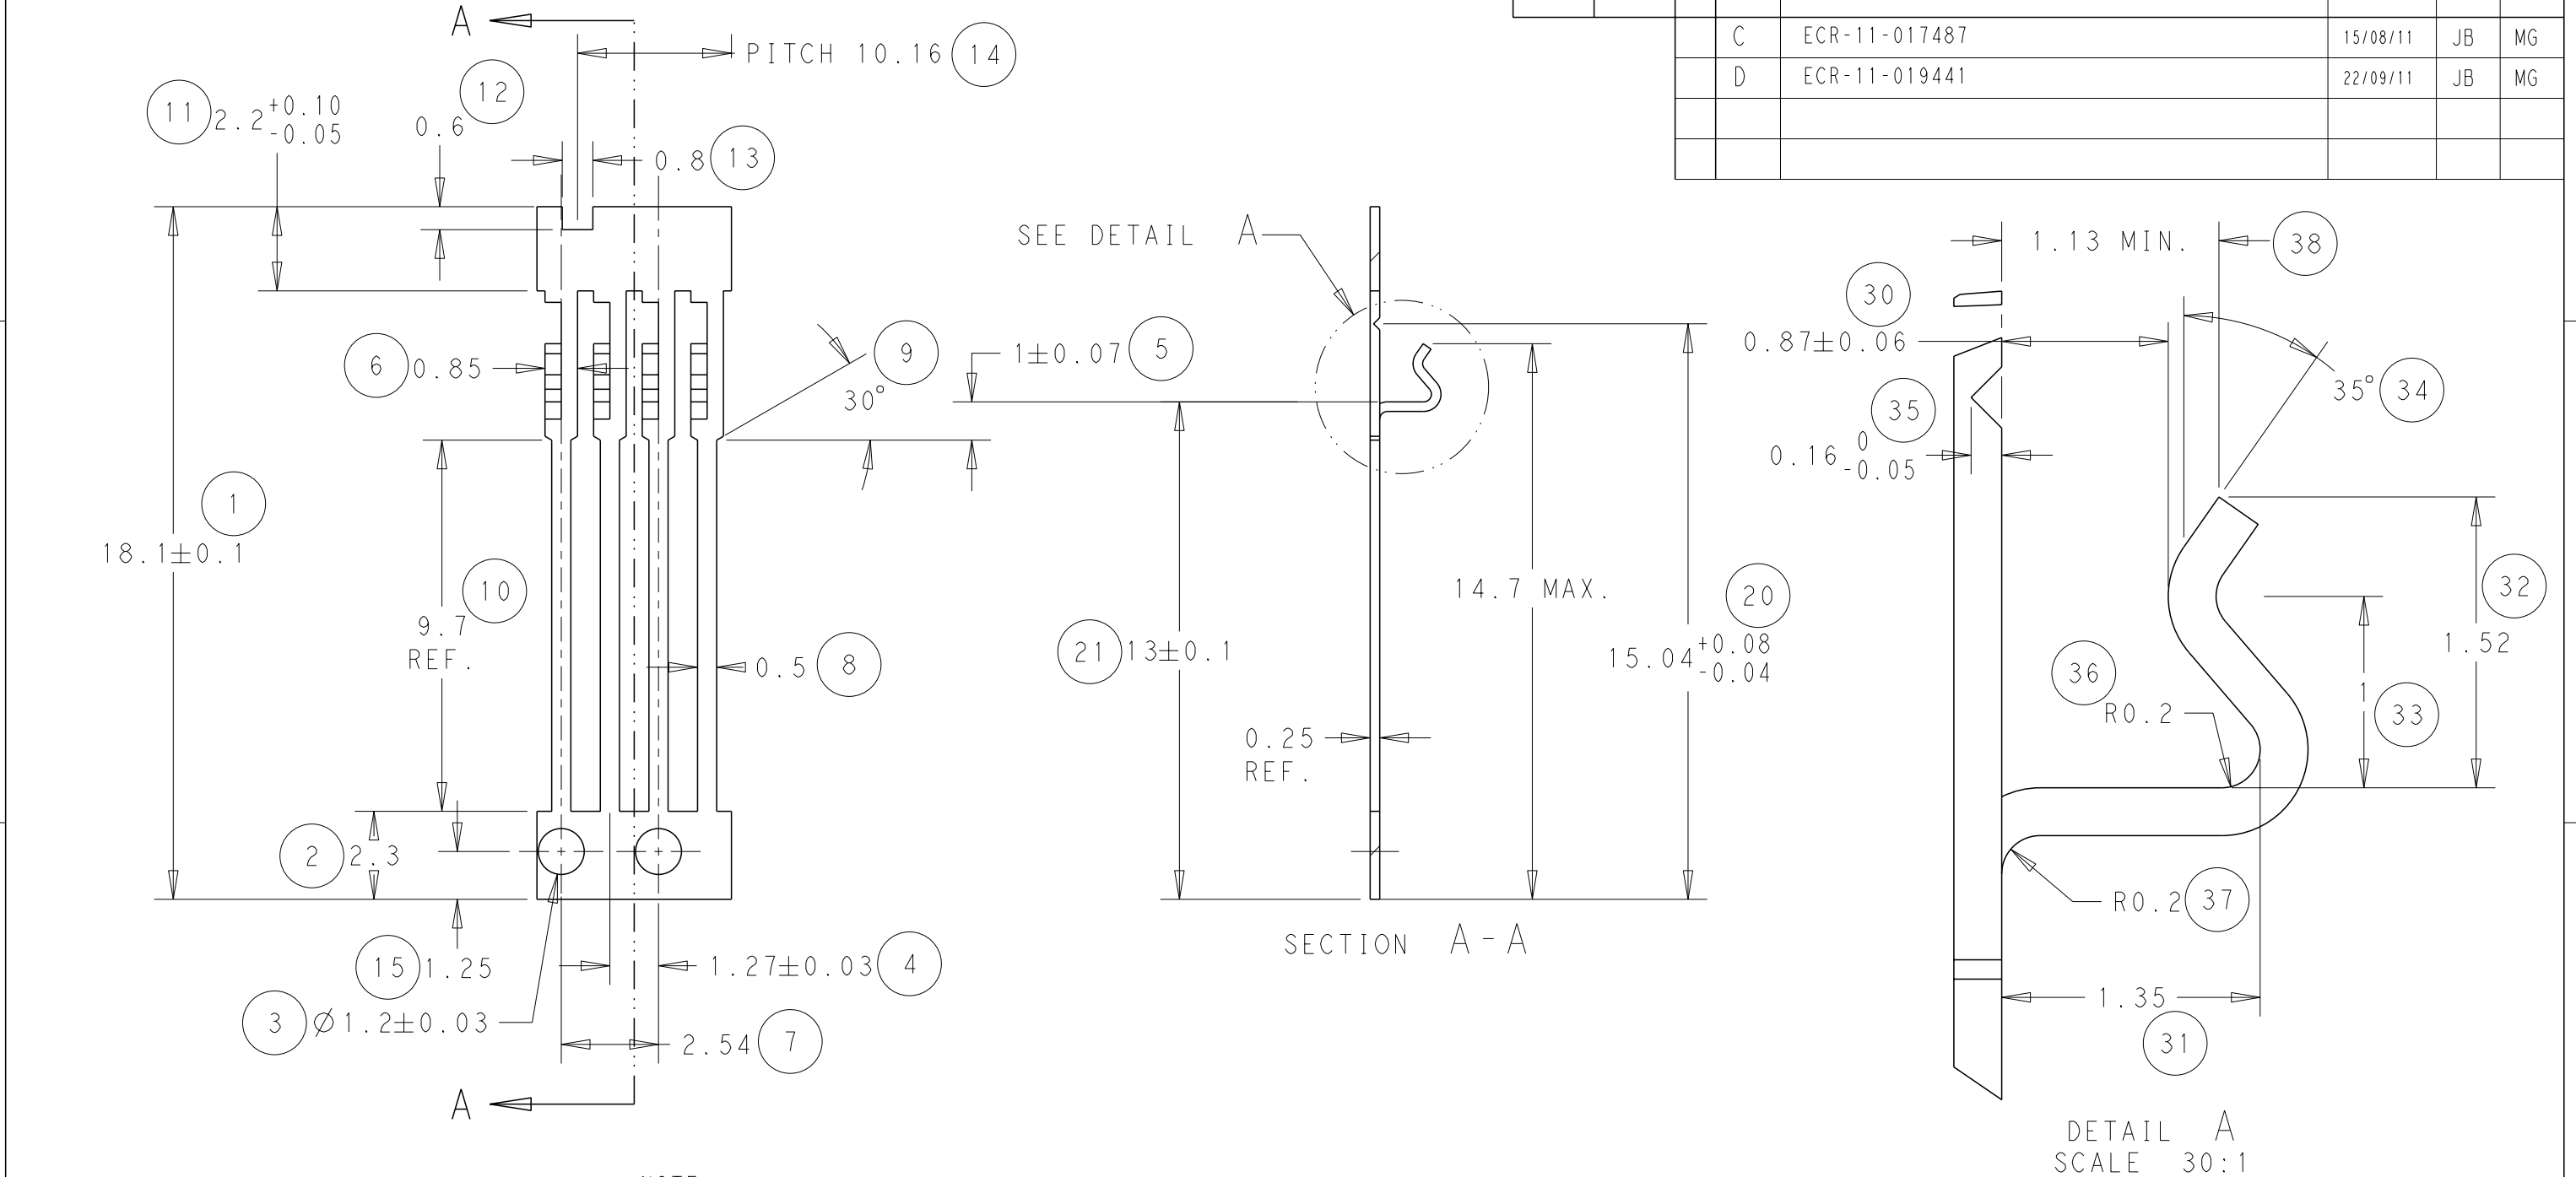 A
PITCH 10.16 14
C ECR-11-017487 15/08/11 JB MG
D ECR-11-019441 22/09/11 JB MG
11 2.2 +0.10 -0.05
12
0.6
0.8 13
SEE DETAIL A
1.13 MIN. 38
30
0.87±0.06
6 0.85
9
30°
1±0.07 5
35° 34
35
0.16 0 -0.05
1
18.1±0.1
10
9.7
REF.
0.5 8
14.7 MAX.
20
15.04 +0.08 -0.04
21 13±0.1
0.25
REF.
32
1.52
36
R0.2
1
33
2 2.3
R0.2 37
SECTION A-A
15 1.25
1.27±0.03 4
3 Ø1.2±0.03
2.54 7
1.35
31
A
DETAIL A
SCALE 30:1